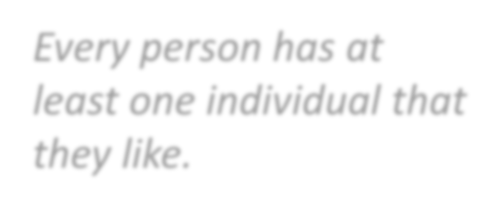 Every person has at
least one individual that
they like.